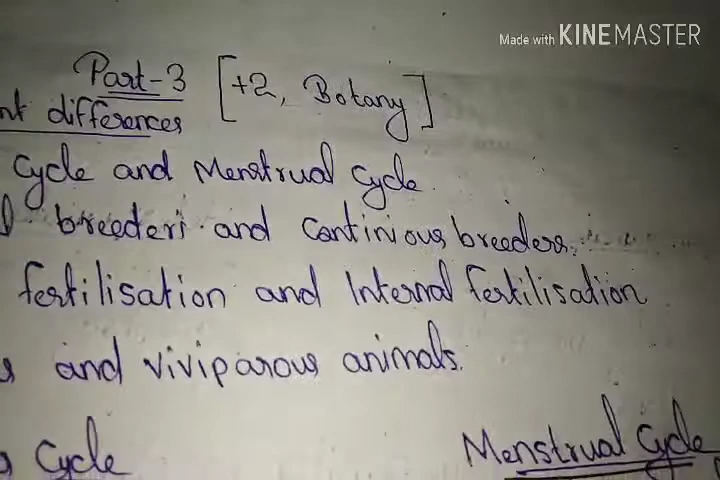 Made with KINEMASTER
Part-3 [+2, Botany]
nt differences
Cycle and Menstrual Cycle.
breeders and Continious breeders.
fertilisation and Internal fertilisation
s and viviparous animals.
Cycle Menstrual Cycle